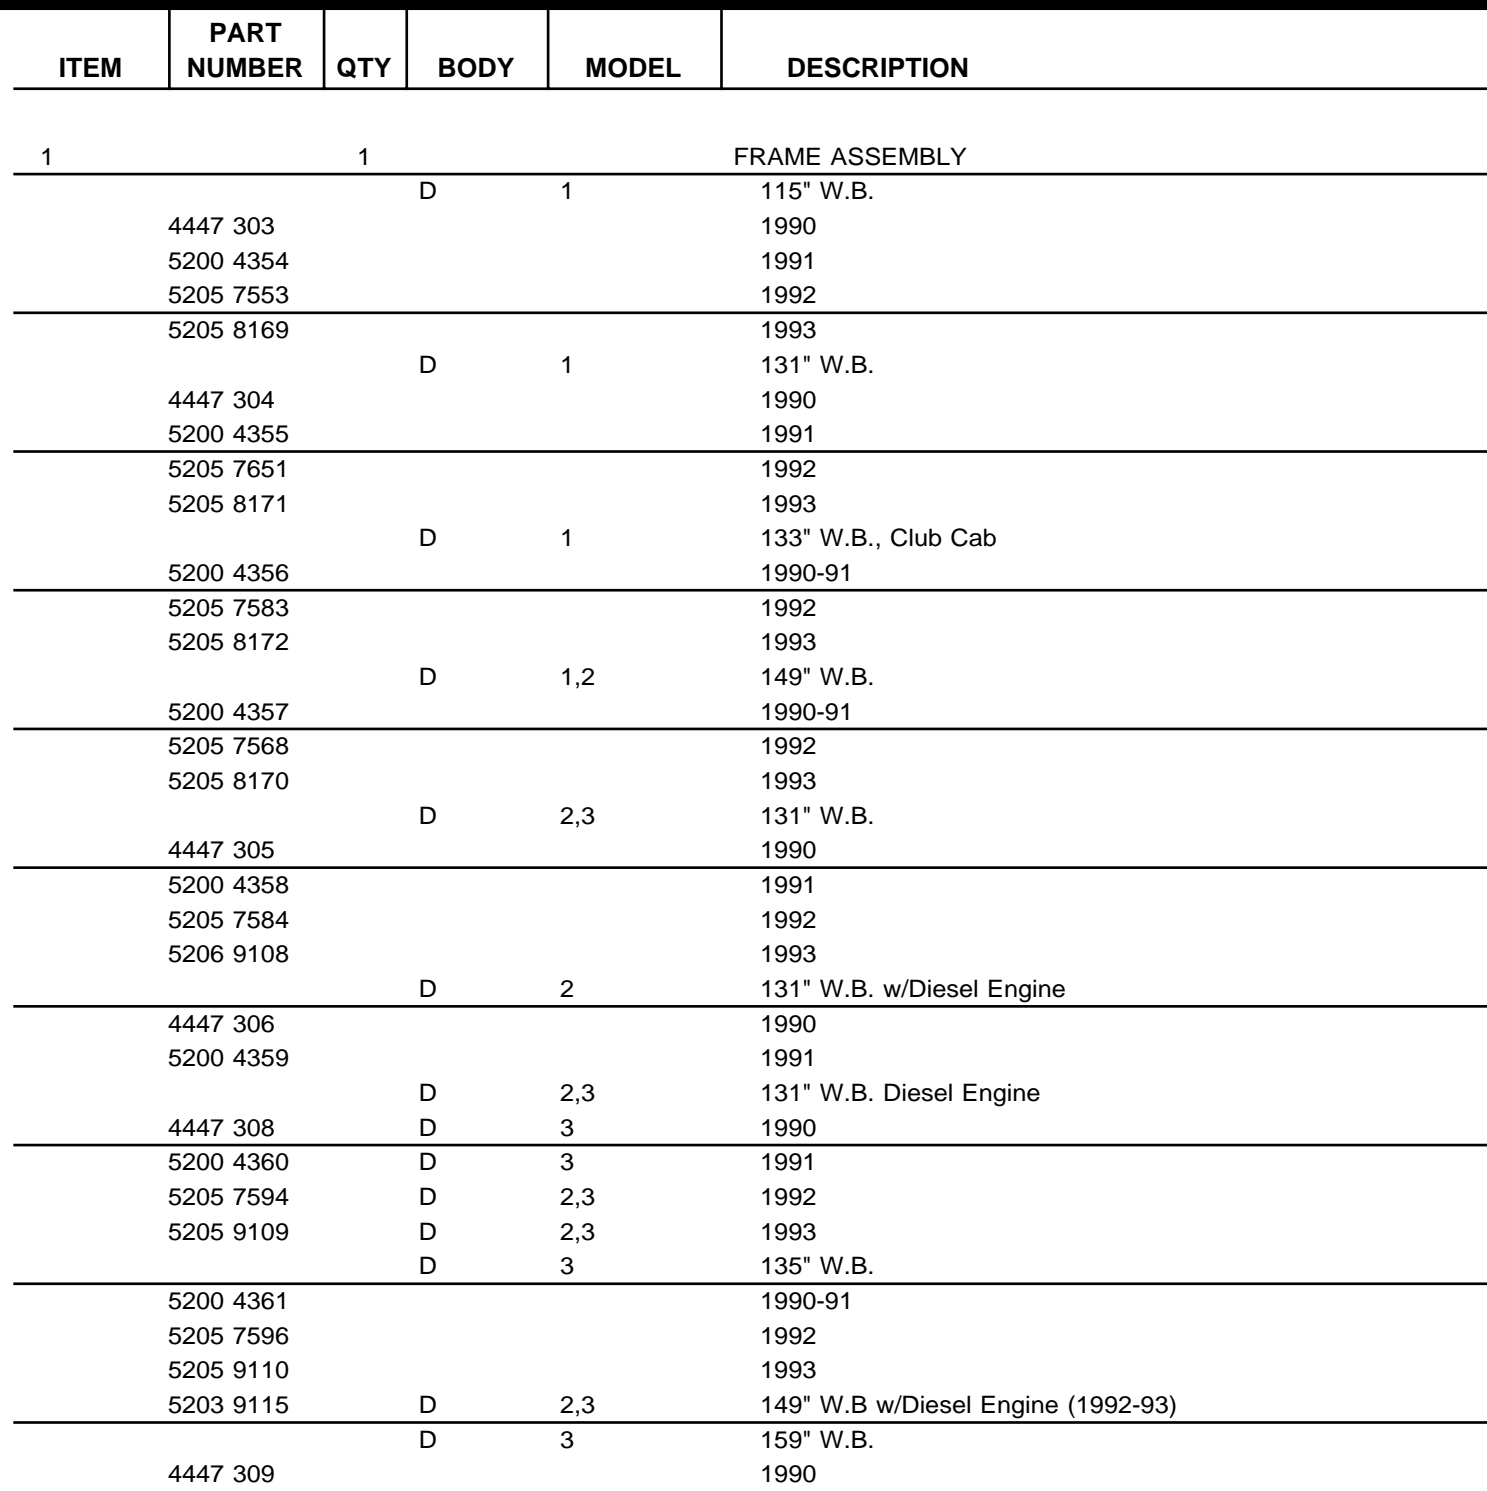 PART
ITEM NUMBER QTY BODY MODEL DESCRIPTION
1 1 FRAME ASSEMBLY
D 1 115" W.B.
4447 303 1990
5200 4354 1991
5205 7553 1992
5205 8169 1993
D 1 131" W.B.
4447 304 1990
5200 4355 1991
5205 7651 1992
5205 8171 1993
D 1 133" W.B., Club Cab
5200 4356 1990-91
5205 7583 1992
5205 8172 1993
D 1,2 149" W.B.
5200 4357 1990-91
5205 7568 1992
5205 8170 1993
D 2,3 131" W.B.
4447 305 1990
5200 4358 1991
5205 7584 1992
5206 9108 1993
D 2 131" W.B. w/Diesel Engine
4447 306 1990
5200 4359 1991
D 2,3 131" W.B. Diesel Engine
4447 308 D 3 1990
5200 4360 D 3 1991
5205 7594 D 2,3 1992
5205 9109 D 2,3 1993
D 3 135" W.B.
5200 4361 1990-91
5205 7596 1992
5205 9110 1993
5203 9115 D 2,3 149" W.B w/Diesel Engine (1992-93)
D 3 159" W.B.
4447 309 1990